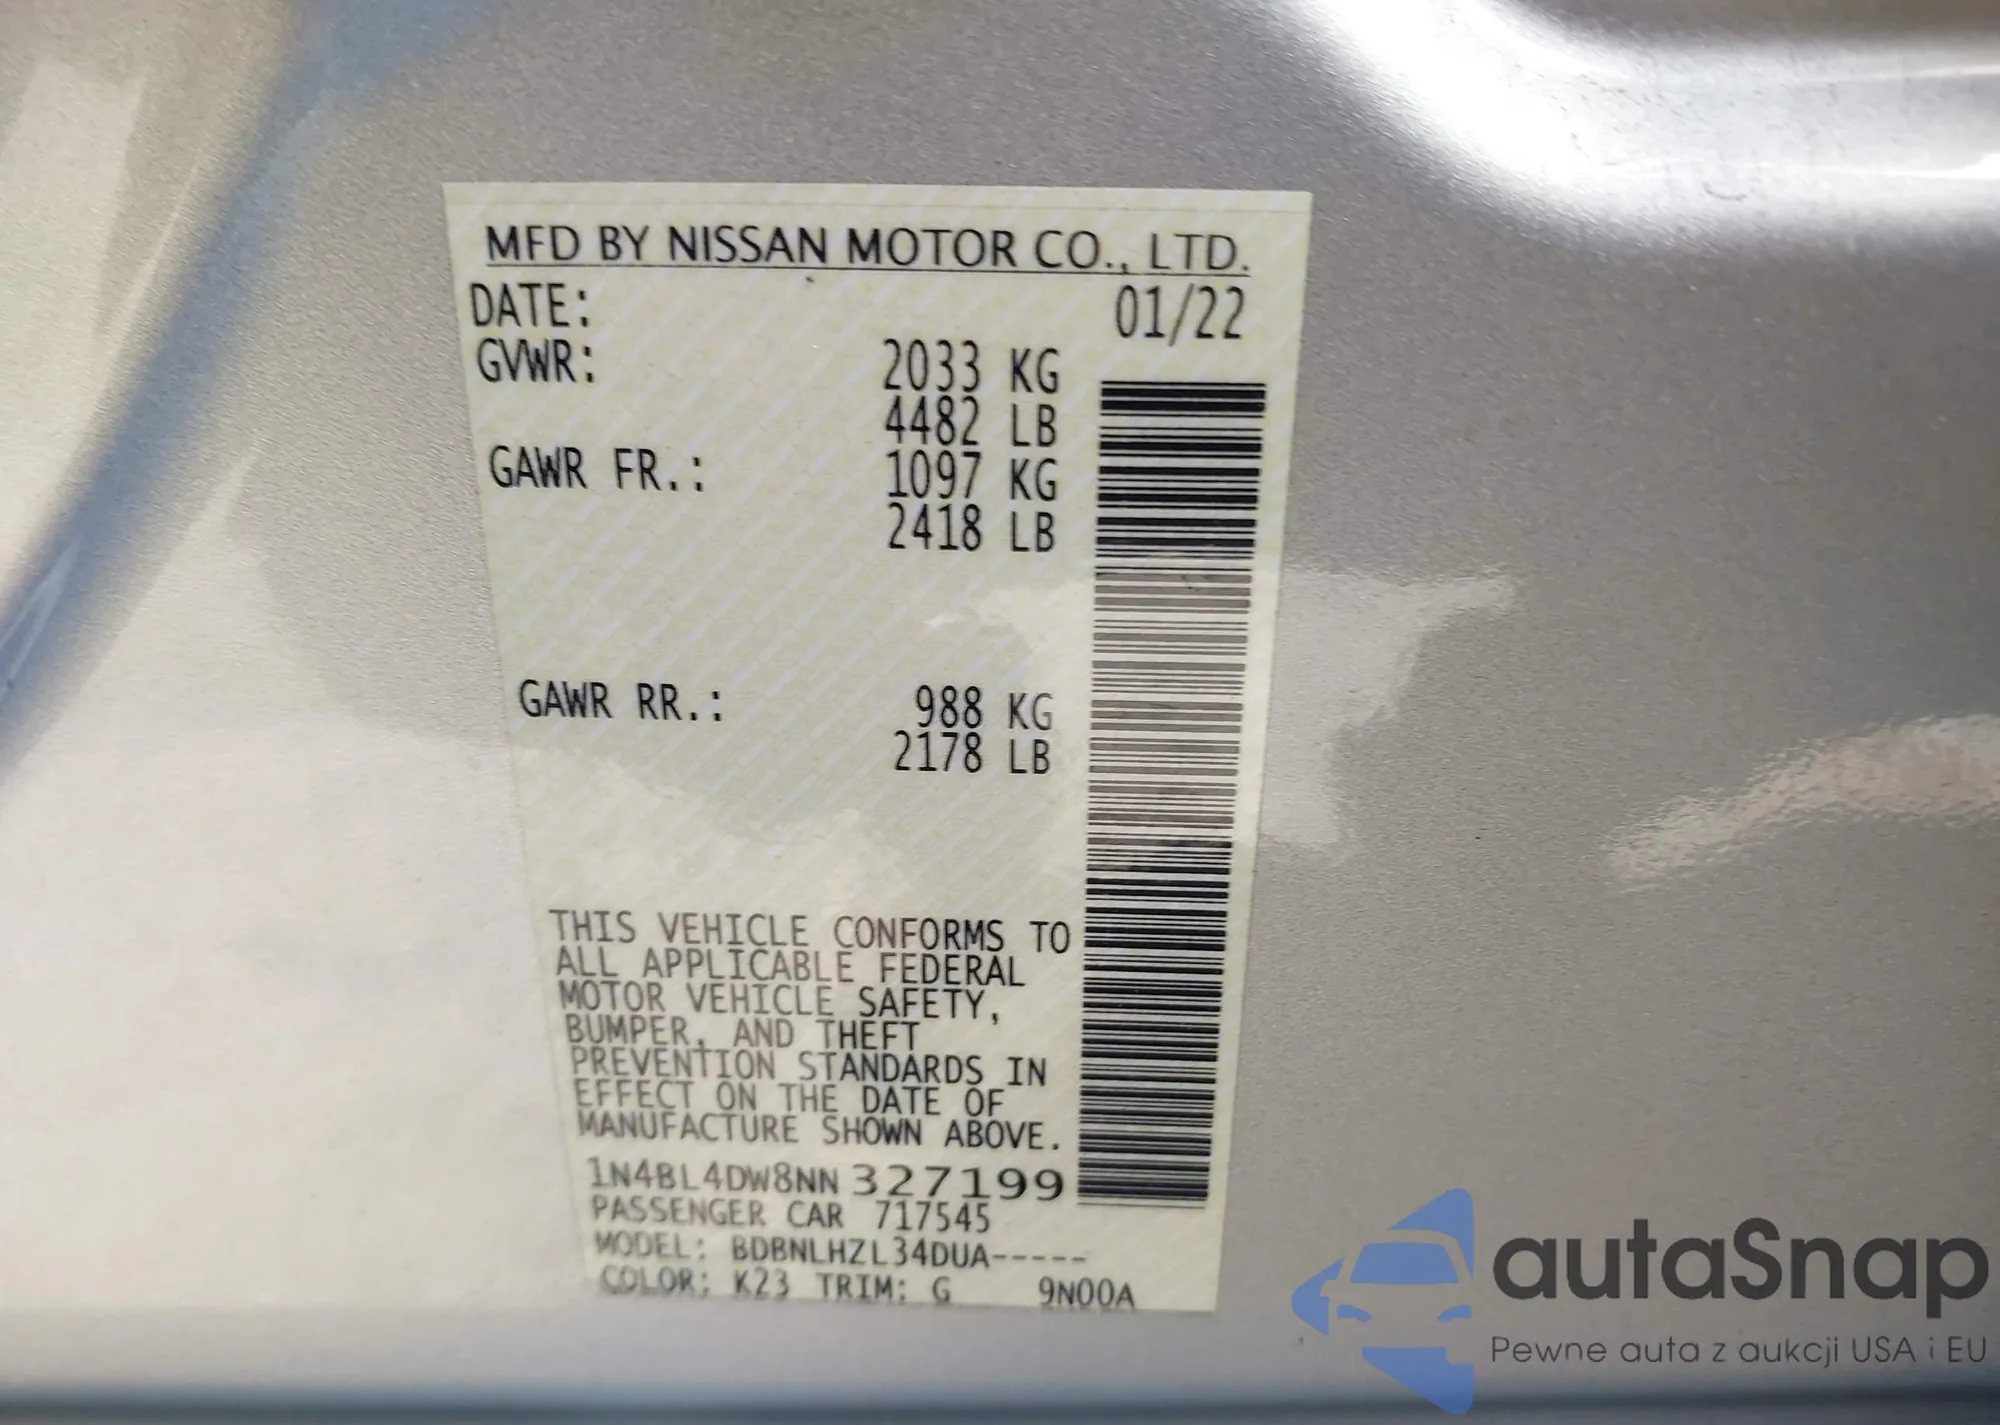 MFD BY NISSAN MOTOR CO., LTD.
DATE: 01/22
GVWR: 2033 KG
4482 LB
GAWR FR.: 1097 KG
2418 LB
GAWR RR.: 988 KG
2178 LB
THIS VEHICLE CONFORMS TO
ALL APPLICABLE FEDERAL
MOTOR VEHICLE SAFETY,
BUMPER, AND THEFT
PREVENTION STANDARDS IN
EFFECT ON THE DATE OF
MANUFACTURE SHOWN ABOVE.
1N4BL4DW8NN327199
PASSENGER CAR 717545
MODEL: BDBNLHZL34DUA-----
COLOR: K23 TRIM: G 9N00A
autaSnap
Pewne auta z aukcji USA i EU